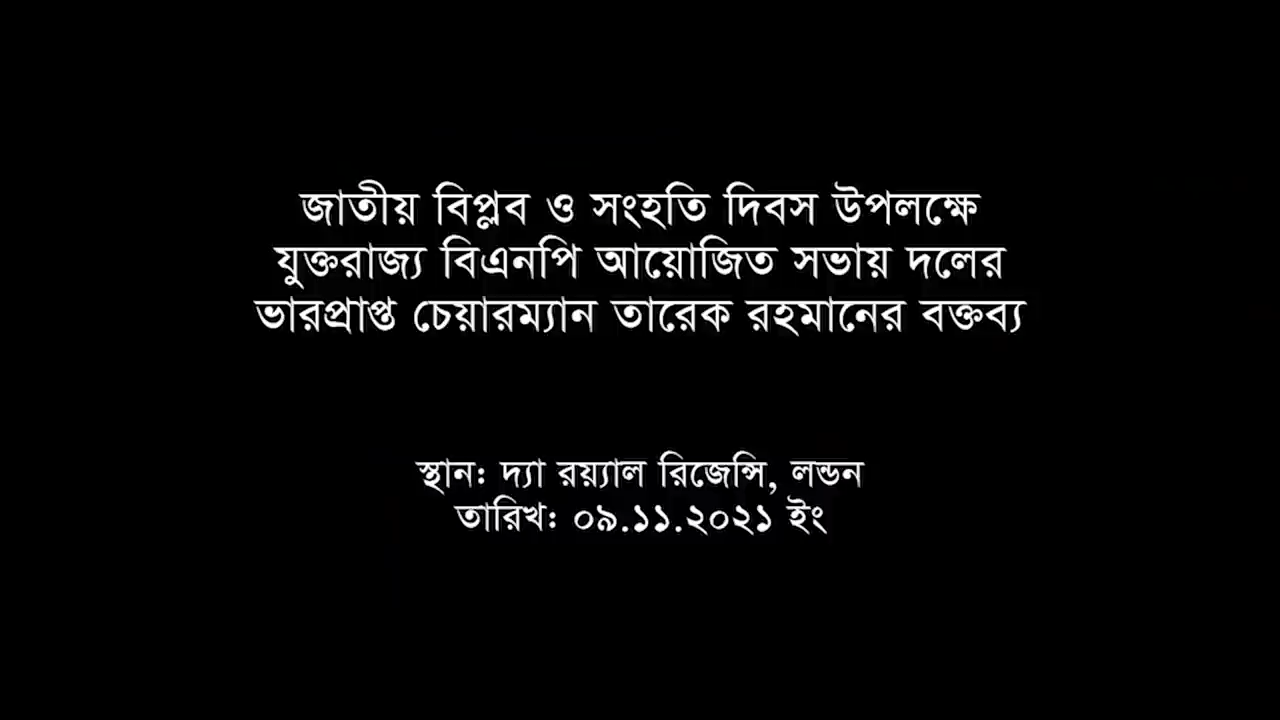 জাতীয় বিপ্লব ও সংহতি দিবস উপলক্ষে
যুক্তরাজ্য বিএনপি আয়োজিত সভায় দলের
ভারপ্রাপ্ত চেয়ারম্যান তারেক রহমানের বক্তব্য
স্থান: দ্যা রয়্যাল রিজেন্সি, লন্ডন
তারিখ: ০৯.১১.২০২১ ইং